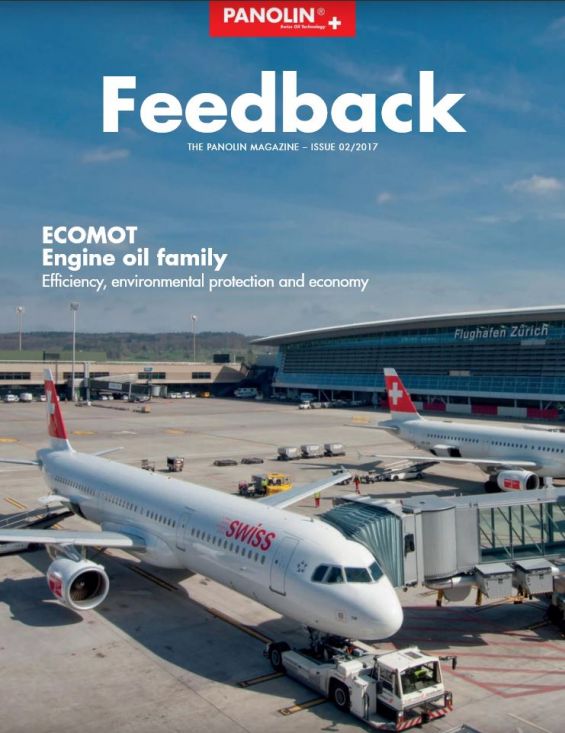 PANOLIN®
Swiss Oil Technology
Feedback
THE PANOLIN MAGAZINE – ISSUE 02/2017
ECOMOT
Engine oil family
Efficiency, environmental protection and economy
Flughafen Zürich
swiss